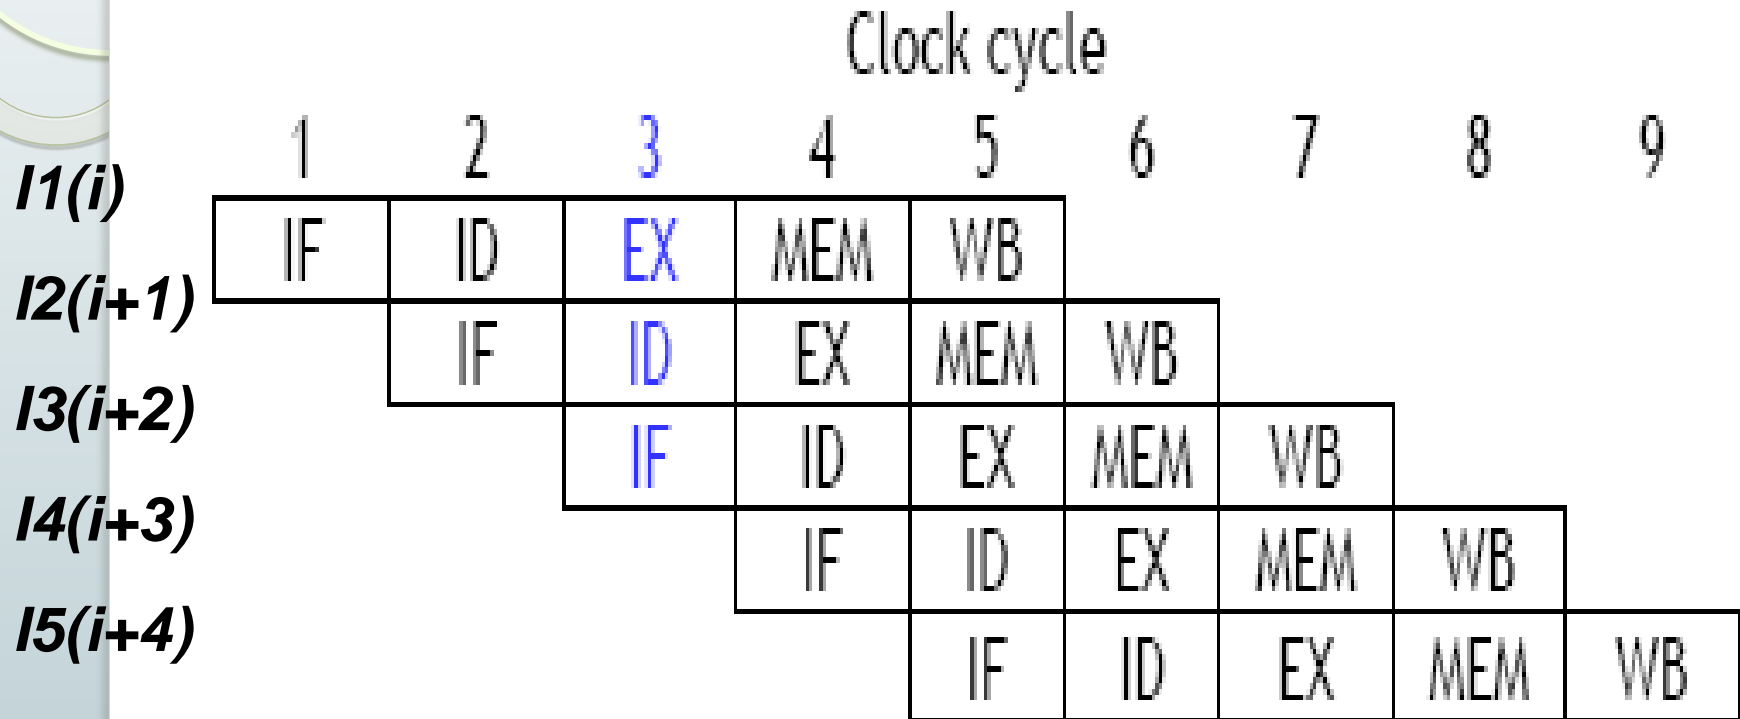 Clock cycle
1 2 3 4 5 6 7 8 9
I1(i)
IF ID EX MEM WB
I2(i+1)
IF ID EX MEM WB
I3(i+2)
IF ID EX MEM WB
I4(i+3)
IF ID EX MEM WB
I5(i+4)
IF ID EX MEM WB